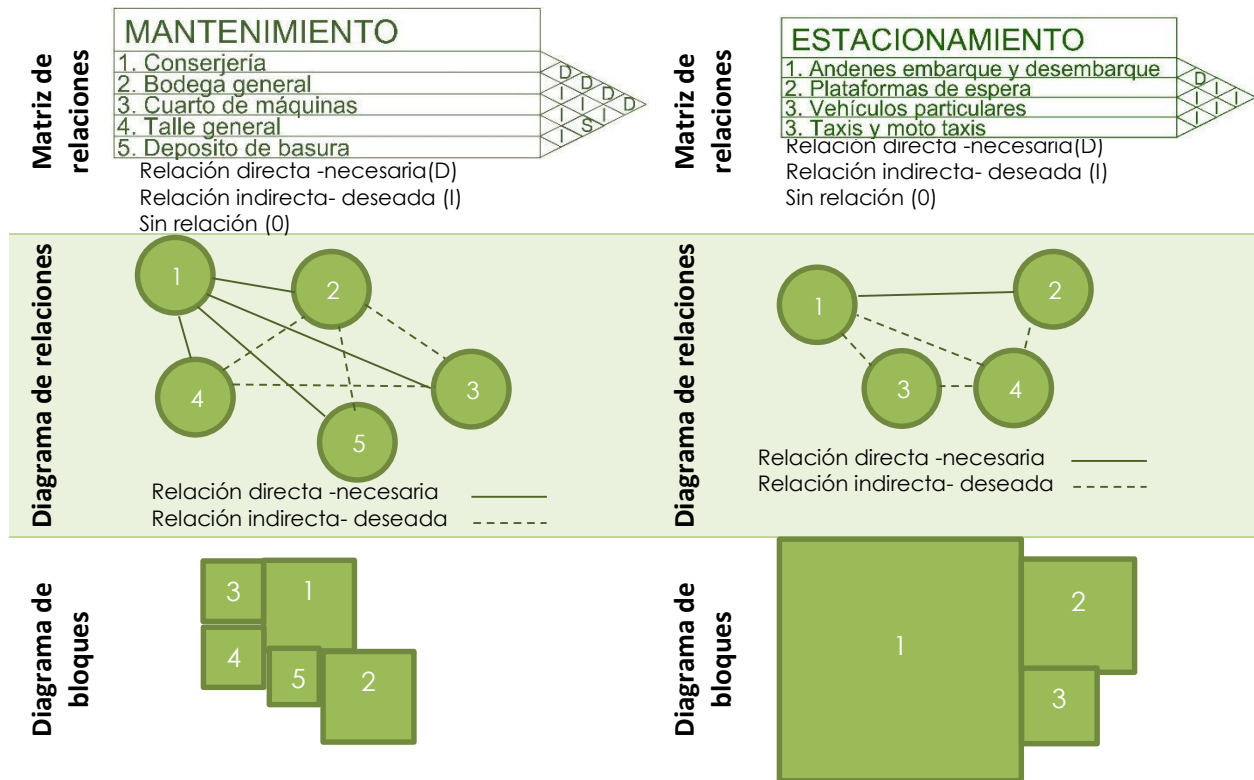 Matriz de
relaciones
MANTENIMIENTO
1. Conserjería
2. Bodega general
3. Cuarto de máquinas
4. Talle general
5. Deposito de basura
D
D
I
D
I
I
D
I
I
I
S
I
Relación directa -necesaria(D)
Relación indirecta- deseada (I)
Sin relación (0)
Matriz de
relaciones
ESTACIONAMIENTO
1. Andenes embarque y desembarque
2. Plataformas de espera
3. Vehículos particulares
3. Taxis y moto taxis
D
I
I
I
I
I
Relación directa -necesaria(D)
Relación indirecta- deseada (I)
Sin relación (0)
Diagrama de relaciones
1
2
3
4
5
Relación directa -necesaria
Relación indirecta- deseada
Diagrama de relaciones
1
2
3
4
Relación directa -necesaria
Relación indirecta- deseada
Diagrama de
bloques
3
1
4
5
2
Diagrama de
bloques
1
2
3